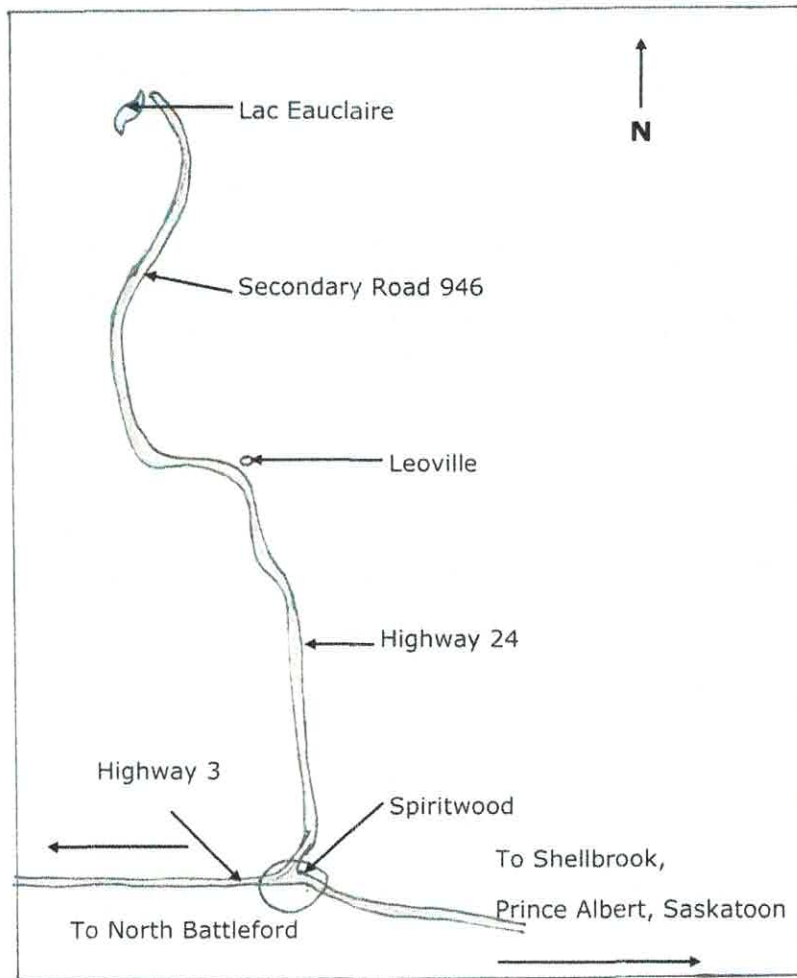 Lac Eauclaire
N
Secondary Road 946
Leoville
Highway 24
Highway 3
Spiritwood
To Shellbrook,
Prince Albert, Saskatoon
To North Battleford